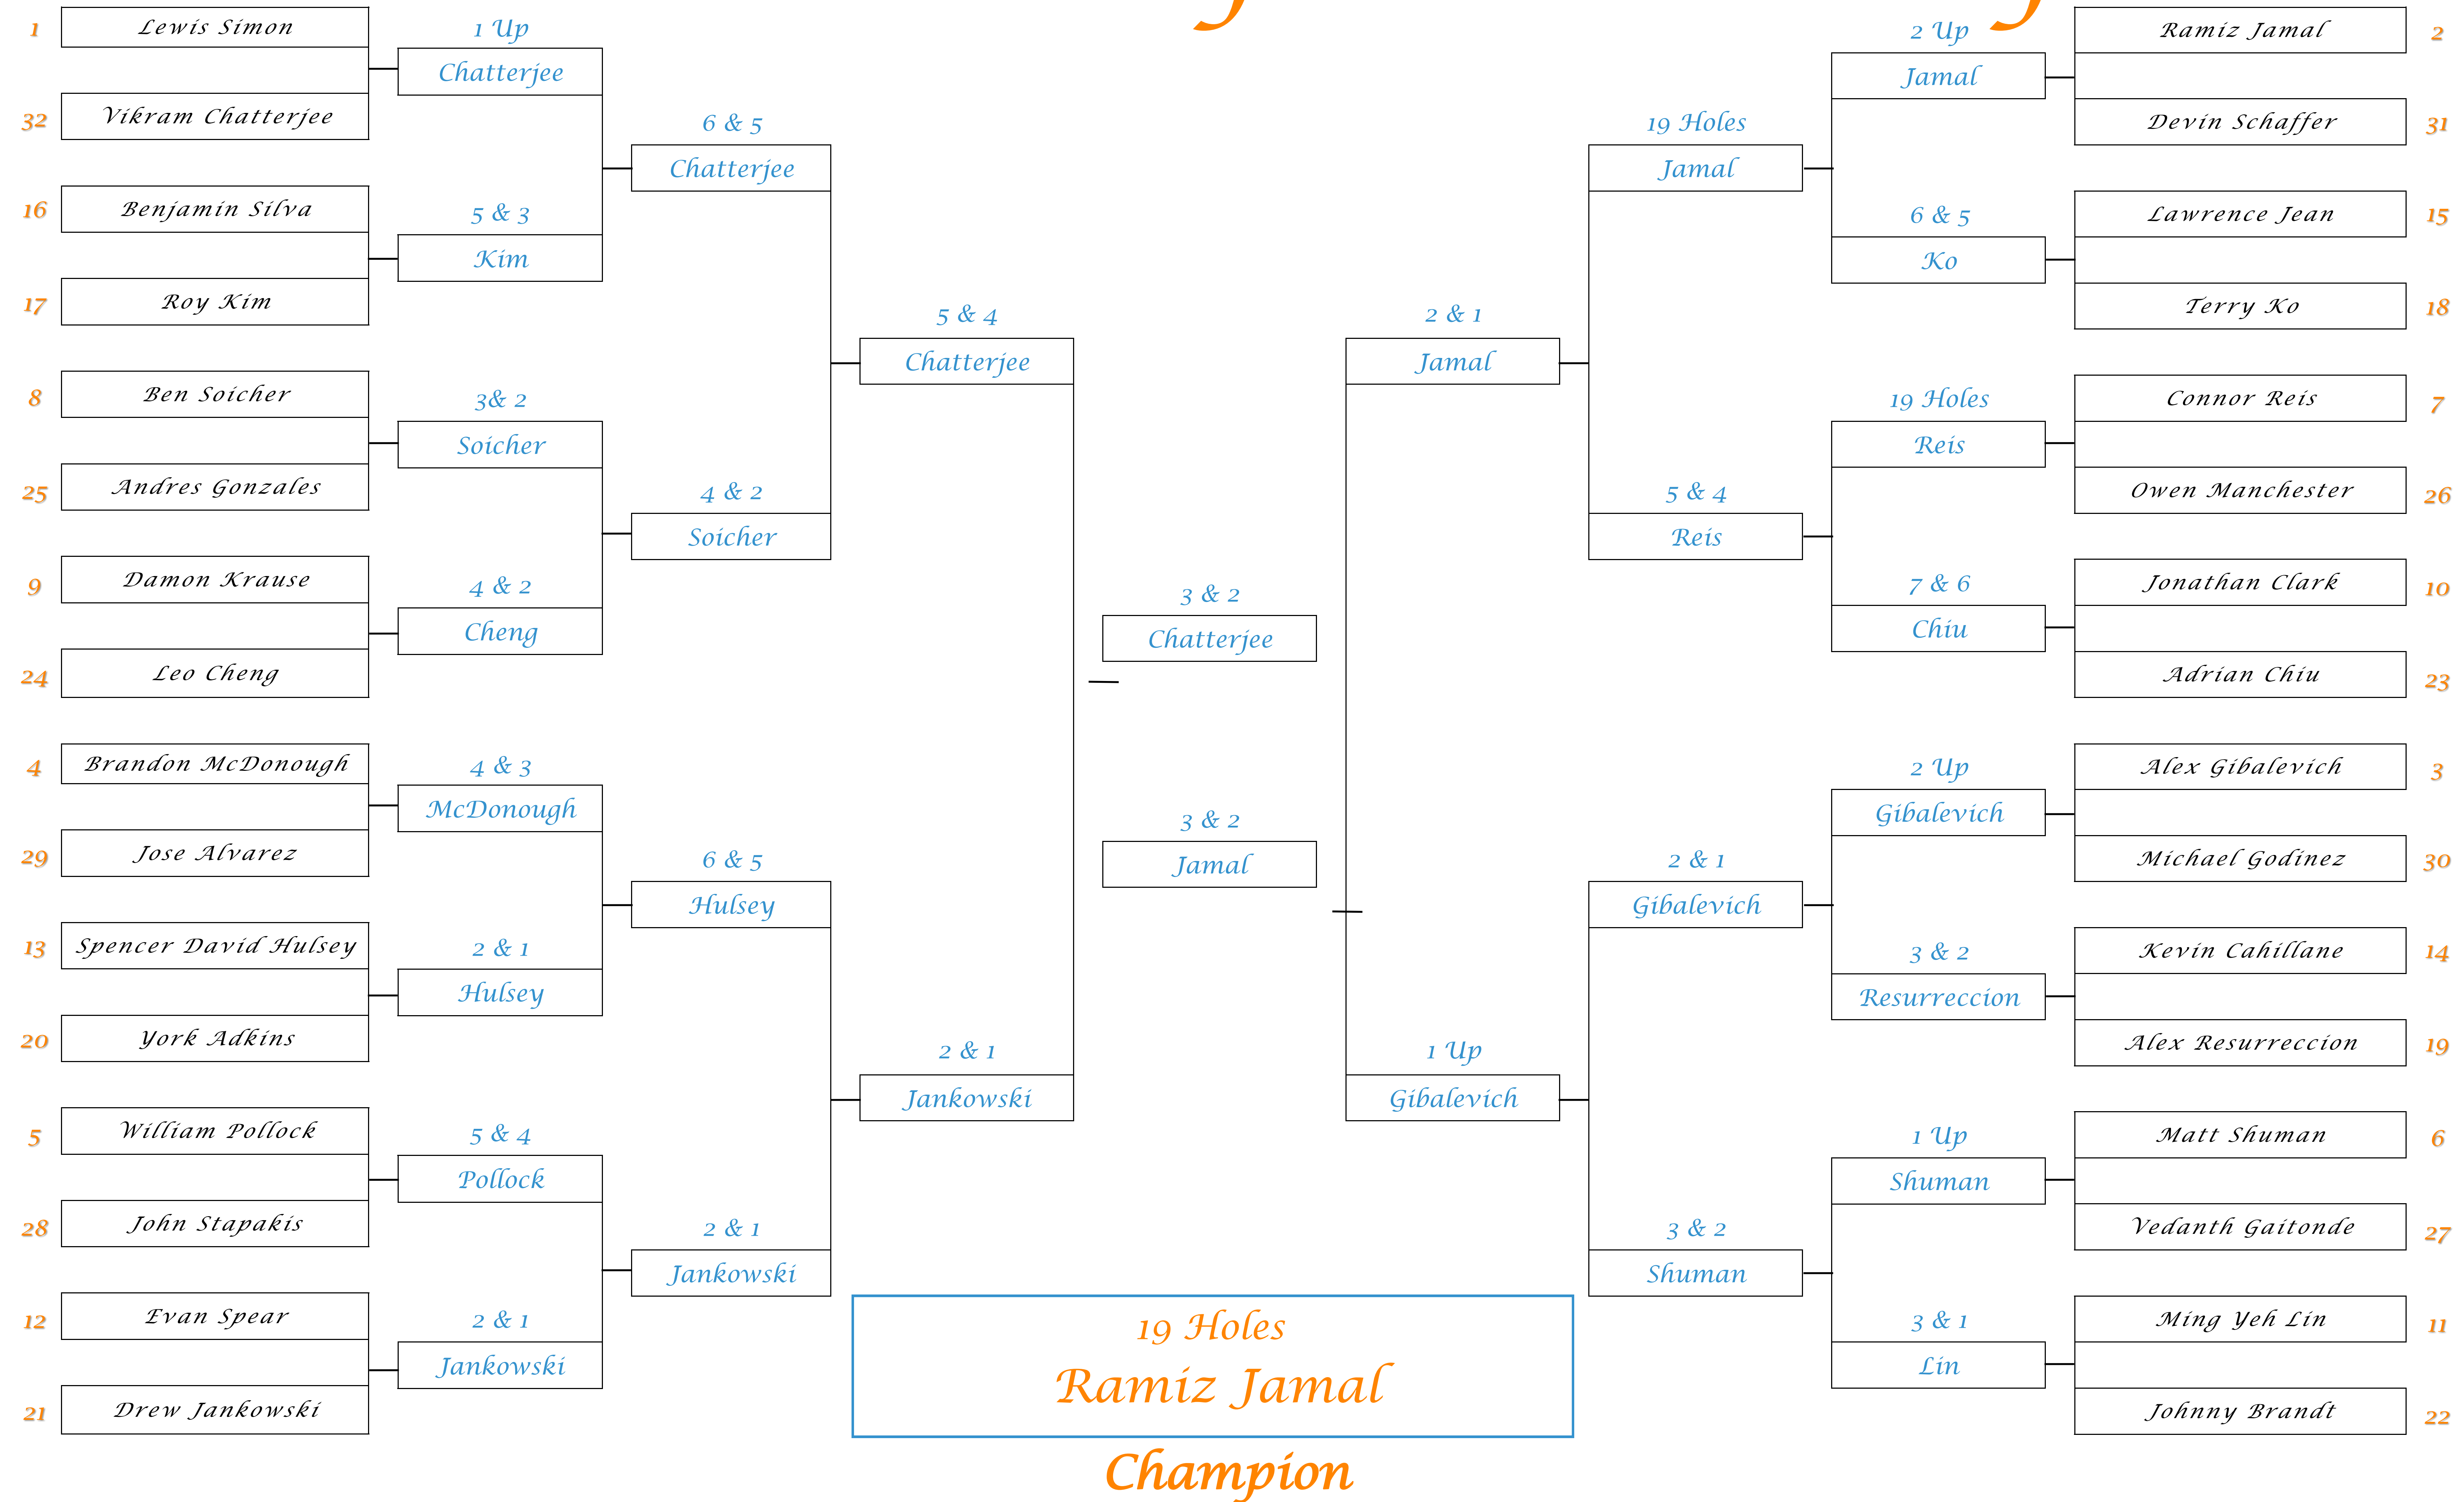 1 Lewis Simon
32 Vikram Chatterjee
16 Benjamin Silva
17 Roy Kim
8 Ben Soicher
25 Andres Gonzales
9 Damon Krause
24 Leo Cheng
4 Brandon McDonough
29 Jose Alvarez
13 Spencer David Hulsey
20 York Adkins
5 William Pollock
28 John Stapakis
12 Evan Spear
21 Drew Jankowski
1 Up
Chatterjee
5 & 3
Kim
3& 2
Soicher
4 & 2
Cheng
4 & 3
McDonough
2 & 1
Hulsey
5 & 4
Pollock
2 & 1
Jankowski
6 & 5
Chatterjee
4 & 2
Soicher
6 & 5
Hulsey
2 & 1
Jankowski
5 & 4
Chatterjee
2 & 1
Jankowski
3 & 2
Chatterjee
3 & 2
Jamal
19 Holes
Ramiz Jamal
Champion
2 & 1
Jamal
1 Up
Gibalevich
19 Holes
Jamal
5 & 4
Reis
2 & 1
Gibalevich
3 & 2
Shuman
2 Up
Jamal
6 & 5
Ko
19 Holes
Reis
7 & 6
Chiu
2 Up
Gibalevich
3 & 2
Resurreccion
1 Up
Shuman
3 & 1
Lin
Ramiz Jamal 2
Devin Schaffer 31
Lawrence Jean 15
Terry Ko 18
Connor Reis 7
Owen Manchester 26
Jonathan Clark 10
Adrian Chiu 23
Alex Gibalevich 3
Michael Godinez 30
Kevin Cahillane 14
Alex Resurreccion 19
Matt Shuman 6
Vedanth Gaitonde 27
Ming Yeh Lin 11
Johnny Brandt 22